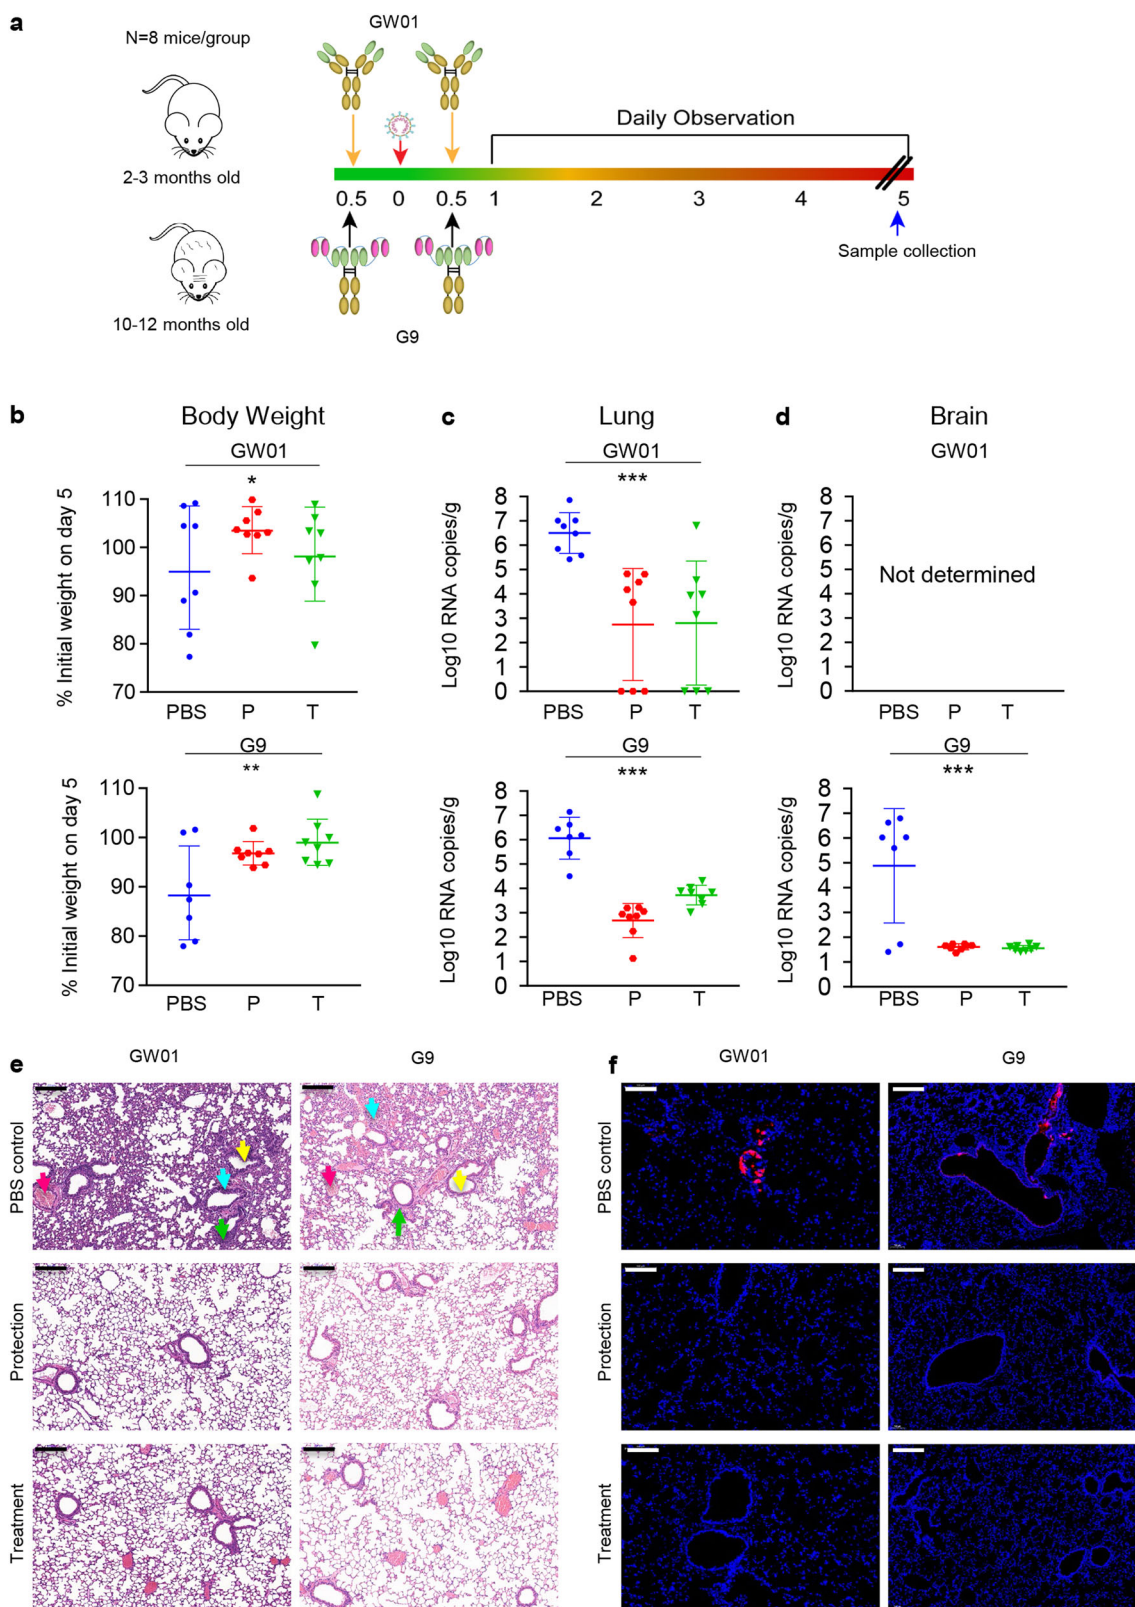 a
N=8 mice/group
GW01
Daily Observation
2-3 months old
0.5 0 0.5 1 2 3 4 5
Sample collection
10-12 months old
G9
b Body Weight
GW01
*
% Initial weight on day 5
110
100
90
80
70
PBS P T
G9
**
% Initial weight on day 5
110
100
90
80
70
PBS P T
c Lung
GW01
***
Log10 RNA copies/g
8
7
6
5
4
3
2
1
0
PBS P T
G9
***
Log10 RNA copies/g
8
7
6
5
4
3
2
1
0
PBS P T
d Brain
GW01
Log10 RNA copies/g
8
7
6
5
4
3
2
1
0
Not determined
PBS P T
G9
***
Log10 RNA copies/g
8
7
6
5
4
3
2
1
0
PBS P T
e
GW01 G9
PBS control
Protection
Treatment
f
GW01 G9
PBS control
Protection
Treatment